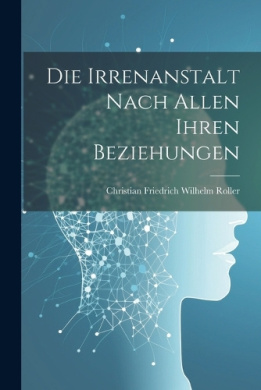 Die Irrenanstalt
Nach Allen
Ihren
Beziehungen
Christian Friedrich Wilhelm Roller